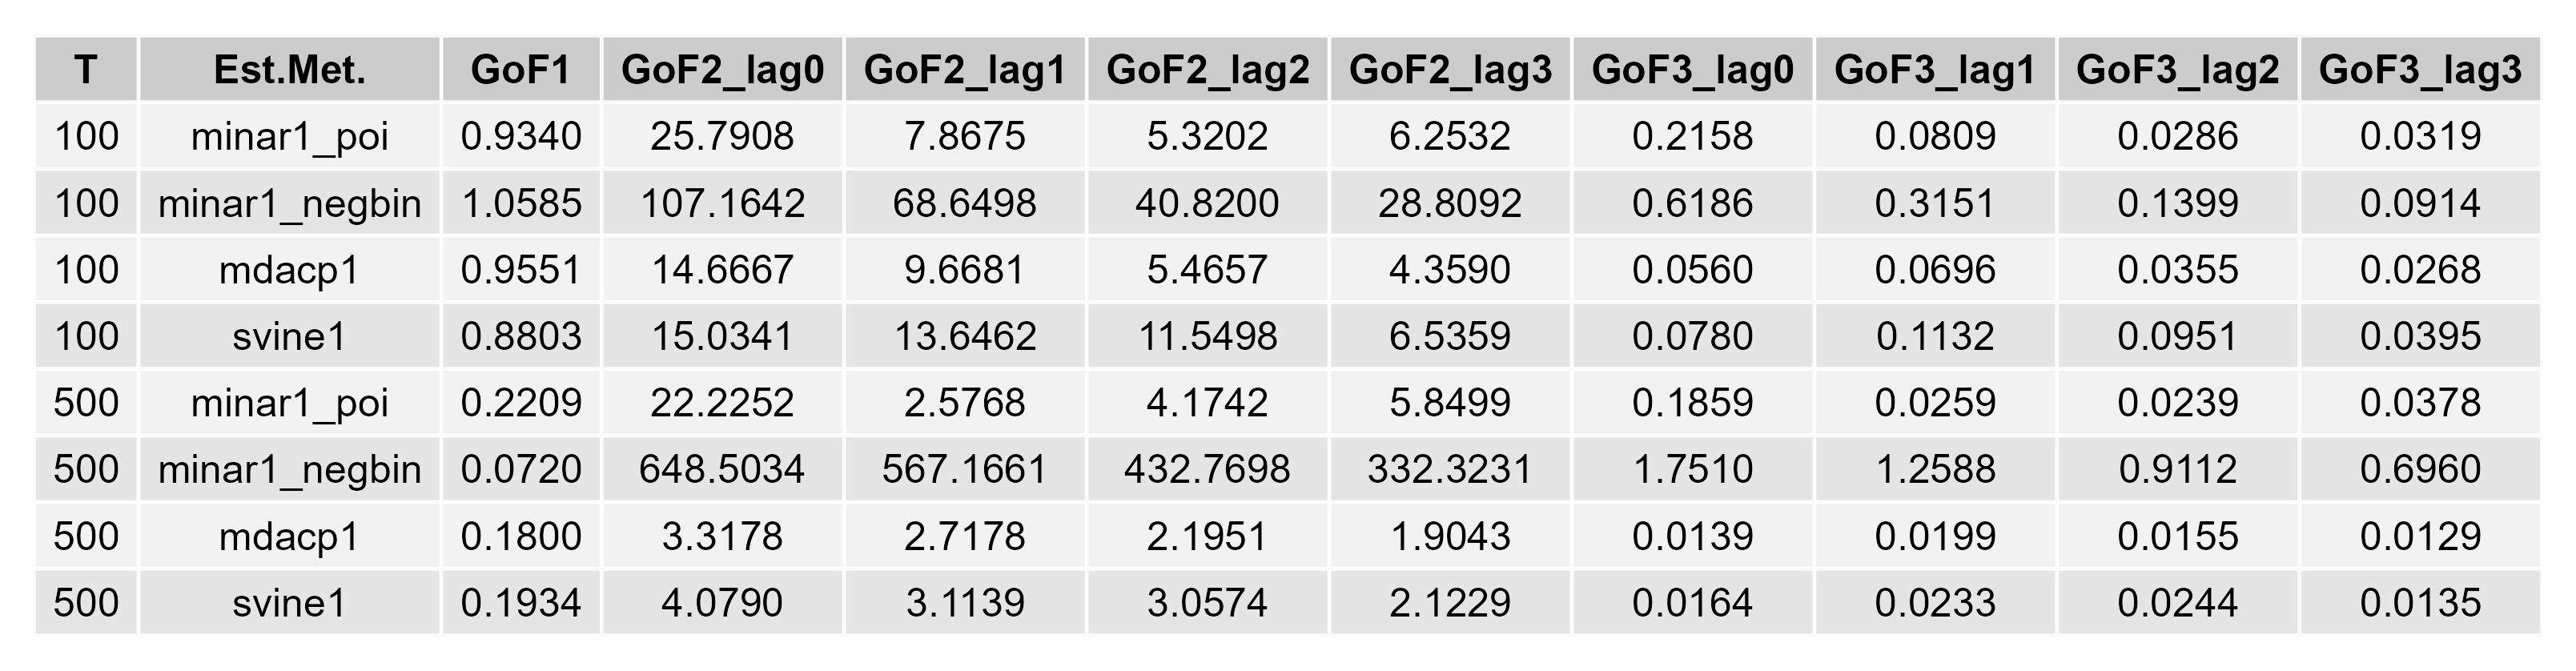 T Est.Met. GoF1 GoF2_lag0 GoF2_lag1 GoF2_lag2 GoF2_lag3 GoF3_lag0 GoF3_lag1 GoF3_lag2 GoF3_lag3
100 minar1_poi 0.9340 25.7908 7.8675 5.3202 6.2532 0.2158 0.0809 0.0286 0.0319
100 minar1_negbin 1.0585 107.1642 68.6498 40.8200 28.8092 0.6186 0.3151 0.1399 0.0914
100 mdacp1 0.9551 14.6667 9.6681 5.4657 4.3590 0.0560 0.0696 0.0355 0.0268
100 svine1 0.8803 15.0341 13.6462 11.5498 6.5359 0.0780 0.1132 0.0951 0.0395
500 minar1_poi 0.2209 22.2252 2.5768 4.1742 5.8499 0.1859 0.0259 0.0239 0.0378
500 minar1_negbin 0.0720 648.5034 567.1661 432.7698 332.3231 1.7510 1.2588 0.9112 0.6960
500 mdacp1 0.1800 3.3178 2.7178 2.1951 1.9043 0.0139 0.0199 0.0155 0.0129
500 svine1 0.1934 4.0790 3.1139 3.0574 2.1229 0.0164 0.0233 0.0244 0.0135